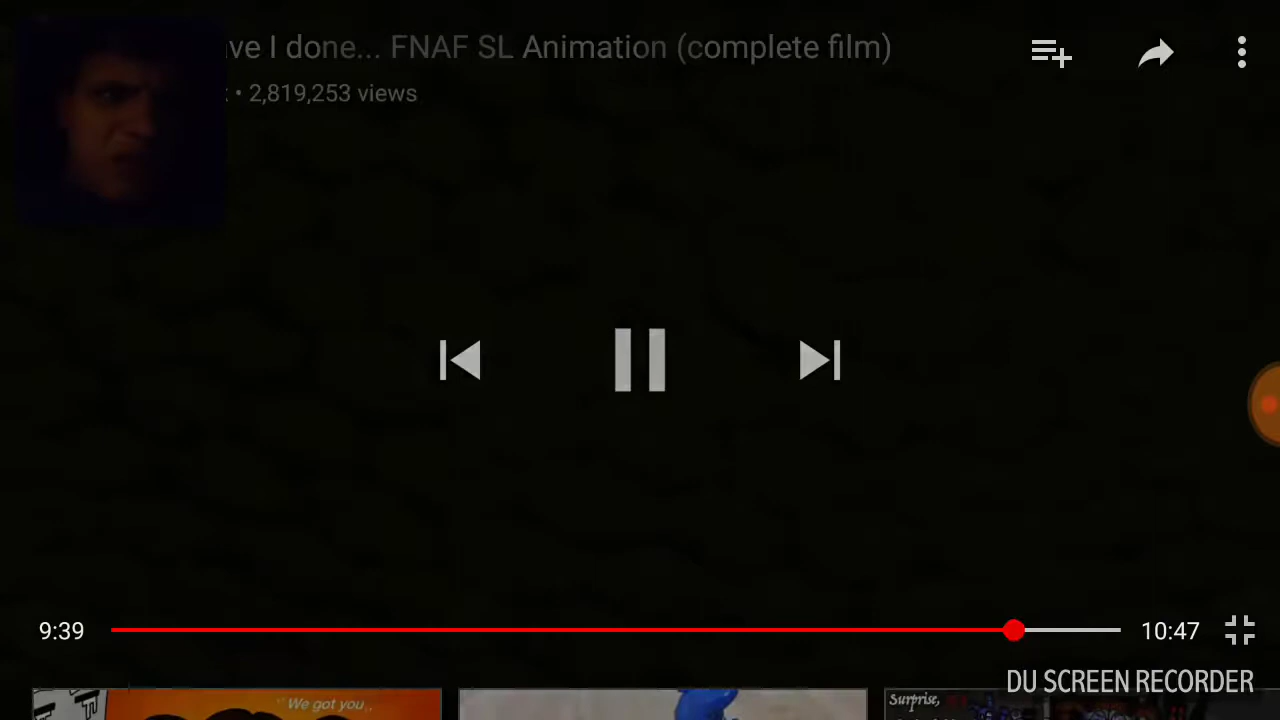 ve I done... FNAF SL Animation (complete film)
• 2,819,253 views
9:39
10:47
DU SCREEN RECORDER
"We got you,,
Surprise,